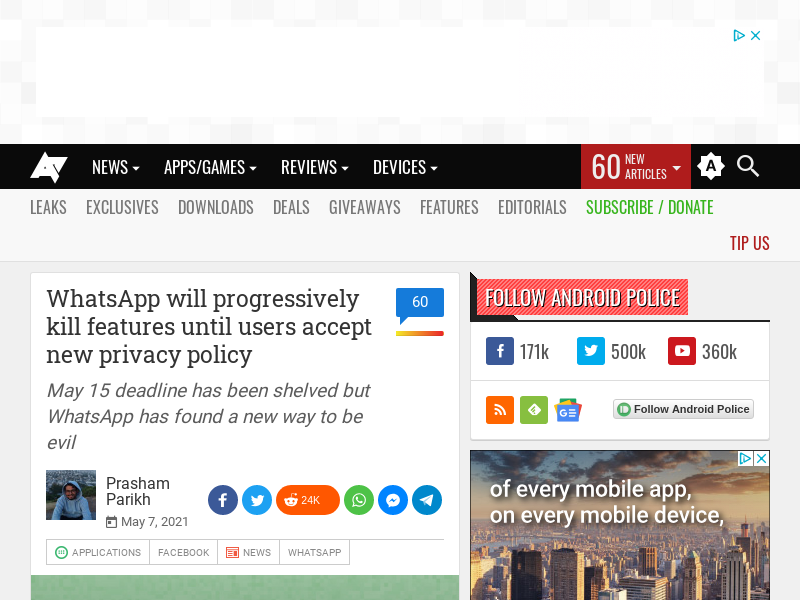 NEWS APPS/GAMES REVIEWS DEVICES 60 NEW ARTICLES A
LEAKS EXCLUSIVES DOWNLOADS DEALS GIVEAWAYS FEATURES EDITORIALS SUBSCRIBE / DONATE
TIP US
WhatsApp will progressively
kill features until users accept
new privacy policy
60
May 15 deadline has been shelved but
WhatsApp has found a new way to be
evil
Prasham
Parikh
May 7, 2021
24K
APPLICATIONS FACEBOOK NEWS WHATSAPP
FOLLOW ANDROID POLICE
171k 500k 360k
Follow Android Police
of every mobile app,
on every mobile device,